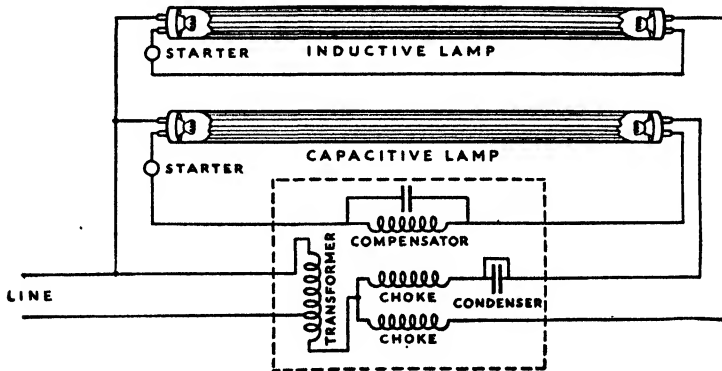 STARTER
INDUCTIVE LAMP
STARTER
CAPACITIVE LAMP
COMPENSATOR
TRANSFORMER
LINE
CHOKE
CONDENSER
CHOKE